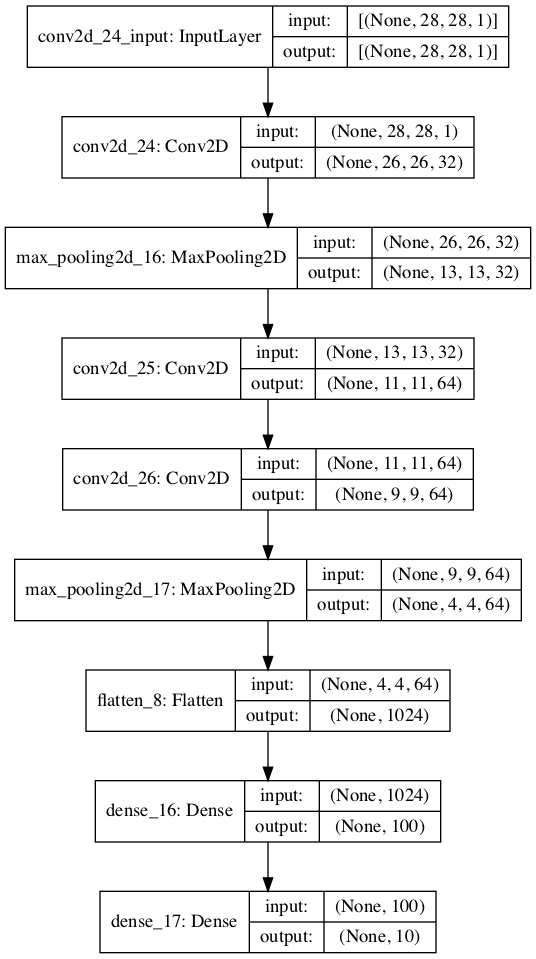 conv2d_24_input: InputLayer
input: [(None, 28, 28, 1)]
output: [(None, 28, 28, 1)]
conv2d_24: Conv2D
input: (None, 28, 28, 1)
output: (None, 26, 26, 32)
max_pooling2d_16: MaxPooling2D
input: (None, 26, 26, 32)
output: (None, 13, 13, 32)
conv2d_25: Conv2D
input: (None, 13, 13, 32)
output: (None, 11, 11, 64)
conv2d_26: Conv2D
input: (None, 11, 11, 64)
output: (None, 9, 9, 64)
max_pooling2d_17: MaxPooling2D
input: (None, 9, 9, 64)
output: (None, 4, 4, 64)
flatten_8: Flatten
input: (None, 4, 4, 64)
output: (None, 1024)
dense_16: Dense
input: (None, 1024)
output: (None, 100)
dense_17: Dense
input: (None, 100)
output: (None, 10)